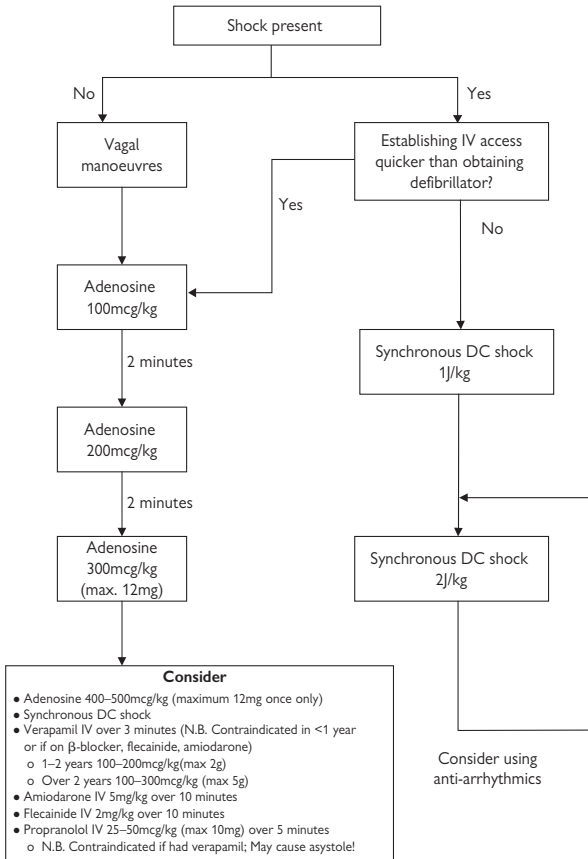 Shock present
No
Yes
Vagal
manoeuvres
Establishing IV access
quicker than obtaining
defibrillator?
Yes
No
Adenosine
100mcg/kg
2 minutes
Synchronous DC shock
1J/kg
Adenosine
200mcg/kg
2 minutes
Adenosine
300mcg/kg
(max. 12mg)
Synchronous DC shock
2J/kg
Consider
● Adenosine 400–500mcg/kg (maximum 12mg once only)
● Synchronous DC shock
● Verapamil IV over 3 minutes (N.B. Contraindicated in <1 year
or if on β-blocker, flecainide, amiodarone)
o 1–2 years 100–200mcg/kg(max 2g)
o Over 2 years 100–300mcg/kg (max 5g)
● Amiodarone IV 5mg/kg over 10 minutes
● Flecainide IV 2mg/kg over 10 minutes
● Propranolol IV 25–50mcg/kg (max 10mg) over 5 minutes
o N.B. Contraindicated if had verapamil; May cause asystole!
Consider using
anti-arrhythmics